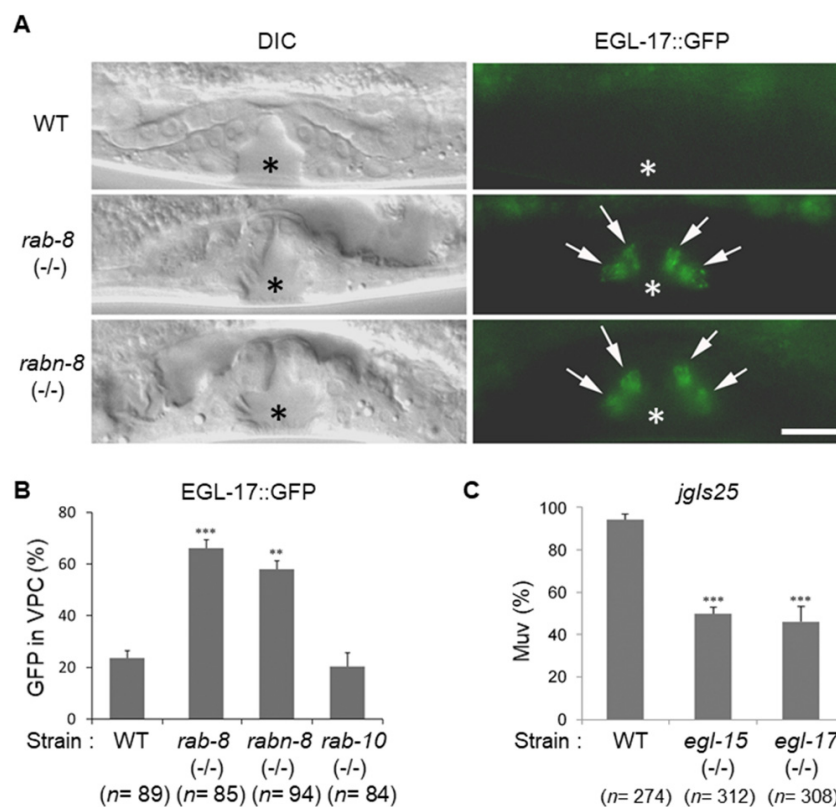 A
DIC
EGL-17::GFP
WT
*
*
rab-8
(-/-)
*
*
rabn-8
(-/-)
*
*
B
EGL-17::GFP
GFP in VPC (%)
80
60
40
20
0
***
**
Strain :
WT
rab-8
(-/-)
rabn-8
(-/-)
rab-10
(-/-)
(n= 89)
(n= 85)
(n= 94)
(n= 84)
C
jgIs25
Muv (%)
100
80
60
40
20
0
***
***
Strain :
WT
egl-15
(-/-)
egl-17
(-/-)
(n= 274)
(n= 312)
(n= 308)